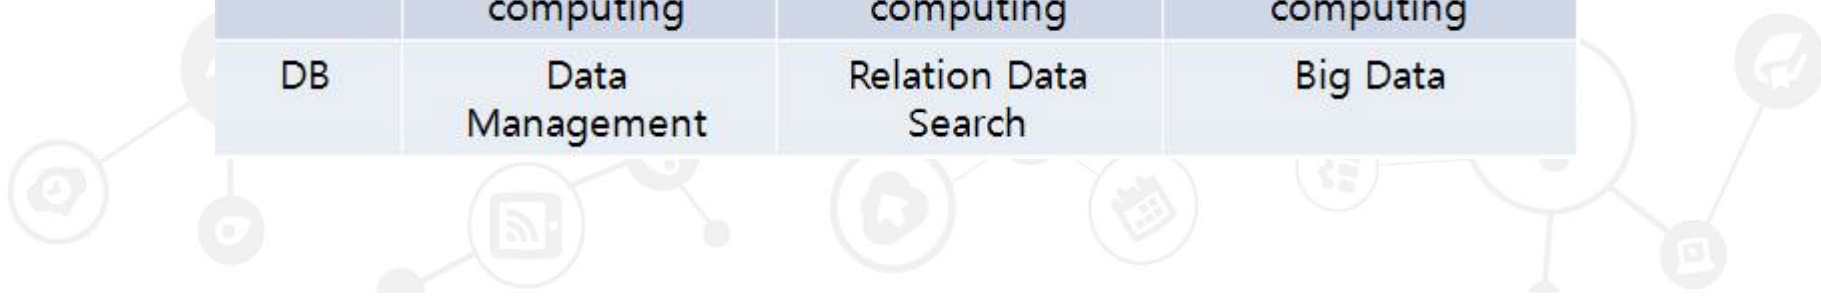 computing computing computing
DB Data Relation Data Big Data
Management Search